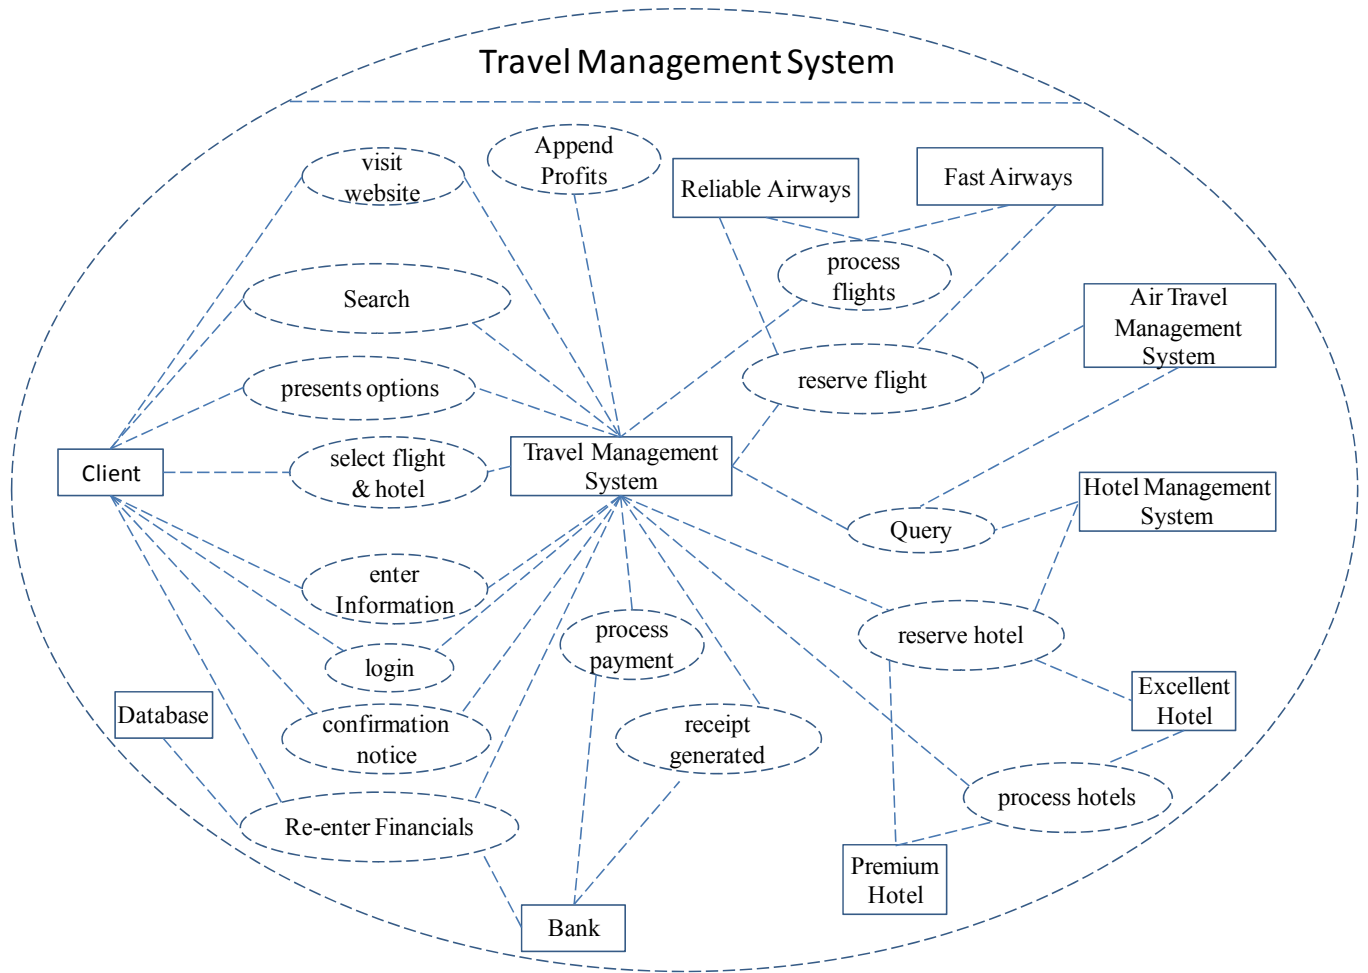 Travel Management System
visit
website
Append
Profits
Reliable Airways
Fast Airways
process
flights
Search
Air Travel
Management
System
presents options
reserve flight
Client
select flight
& hotel
Travel Management
System
Query
Hotel Management
System
enter
Information
process
payment
reserve hotel
login
Database
confirmation
notice
receipt
generated
Excellent
Hotel
Re-enter Financials
process hotels
Premium
Hotel
Bank